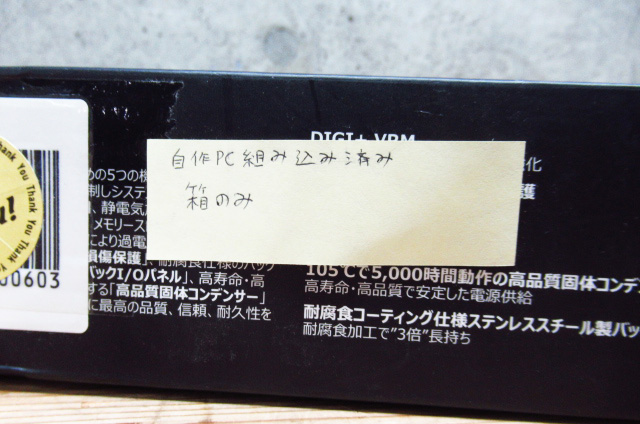 自作PC組み込み済み
箱のみ
DIGI+ VRM
化
護
の5つの機
制しシステ
、静電気
メモリース
により過電
損傷保護」、耐腐食仕様のバック
バックI/Oパネル」、高寿命・高
する「高品質固体コンデンサー」
に最高の品質、信頼、耐久性を
105℃で5,000時間動作の高品質固体コンデン
高寿命・高品質で安定した電源供給
耐腐食コーティング仕様ステンレススチール製バッ
耐腐食加工で"3倍"長持ち
Thank You Thank You Thank You
00603